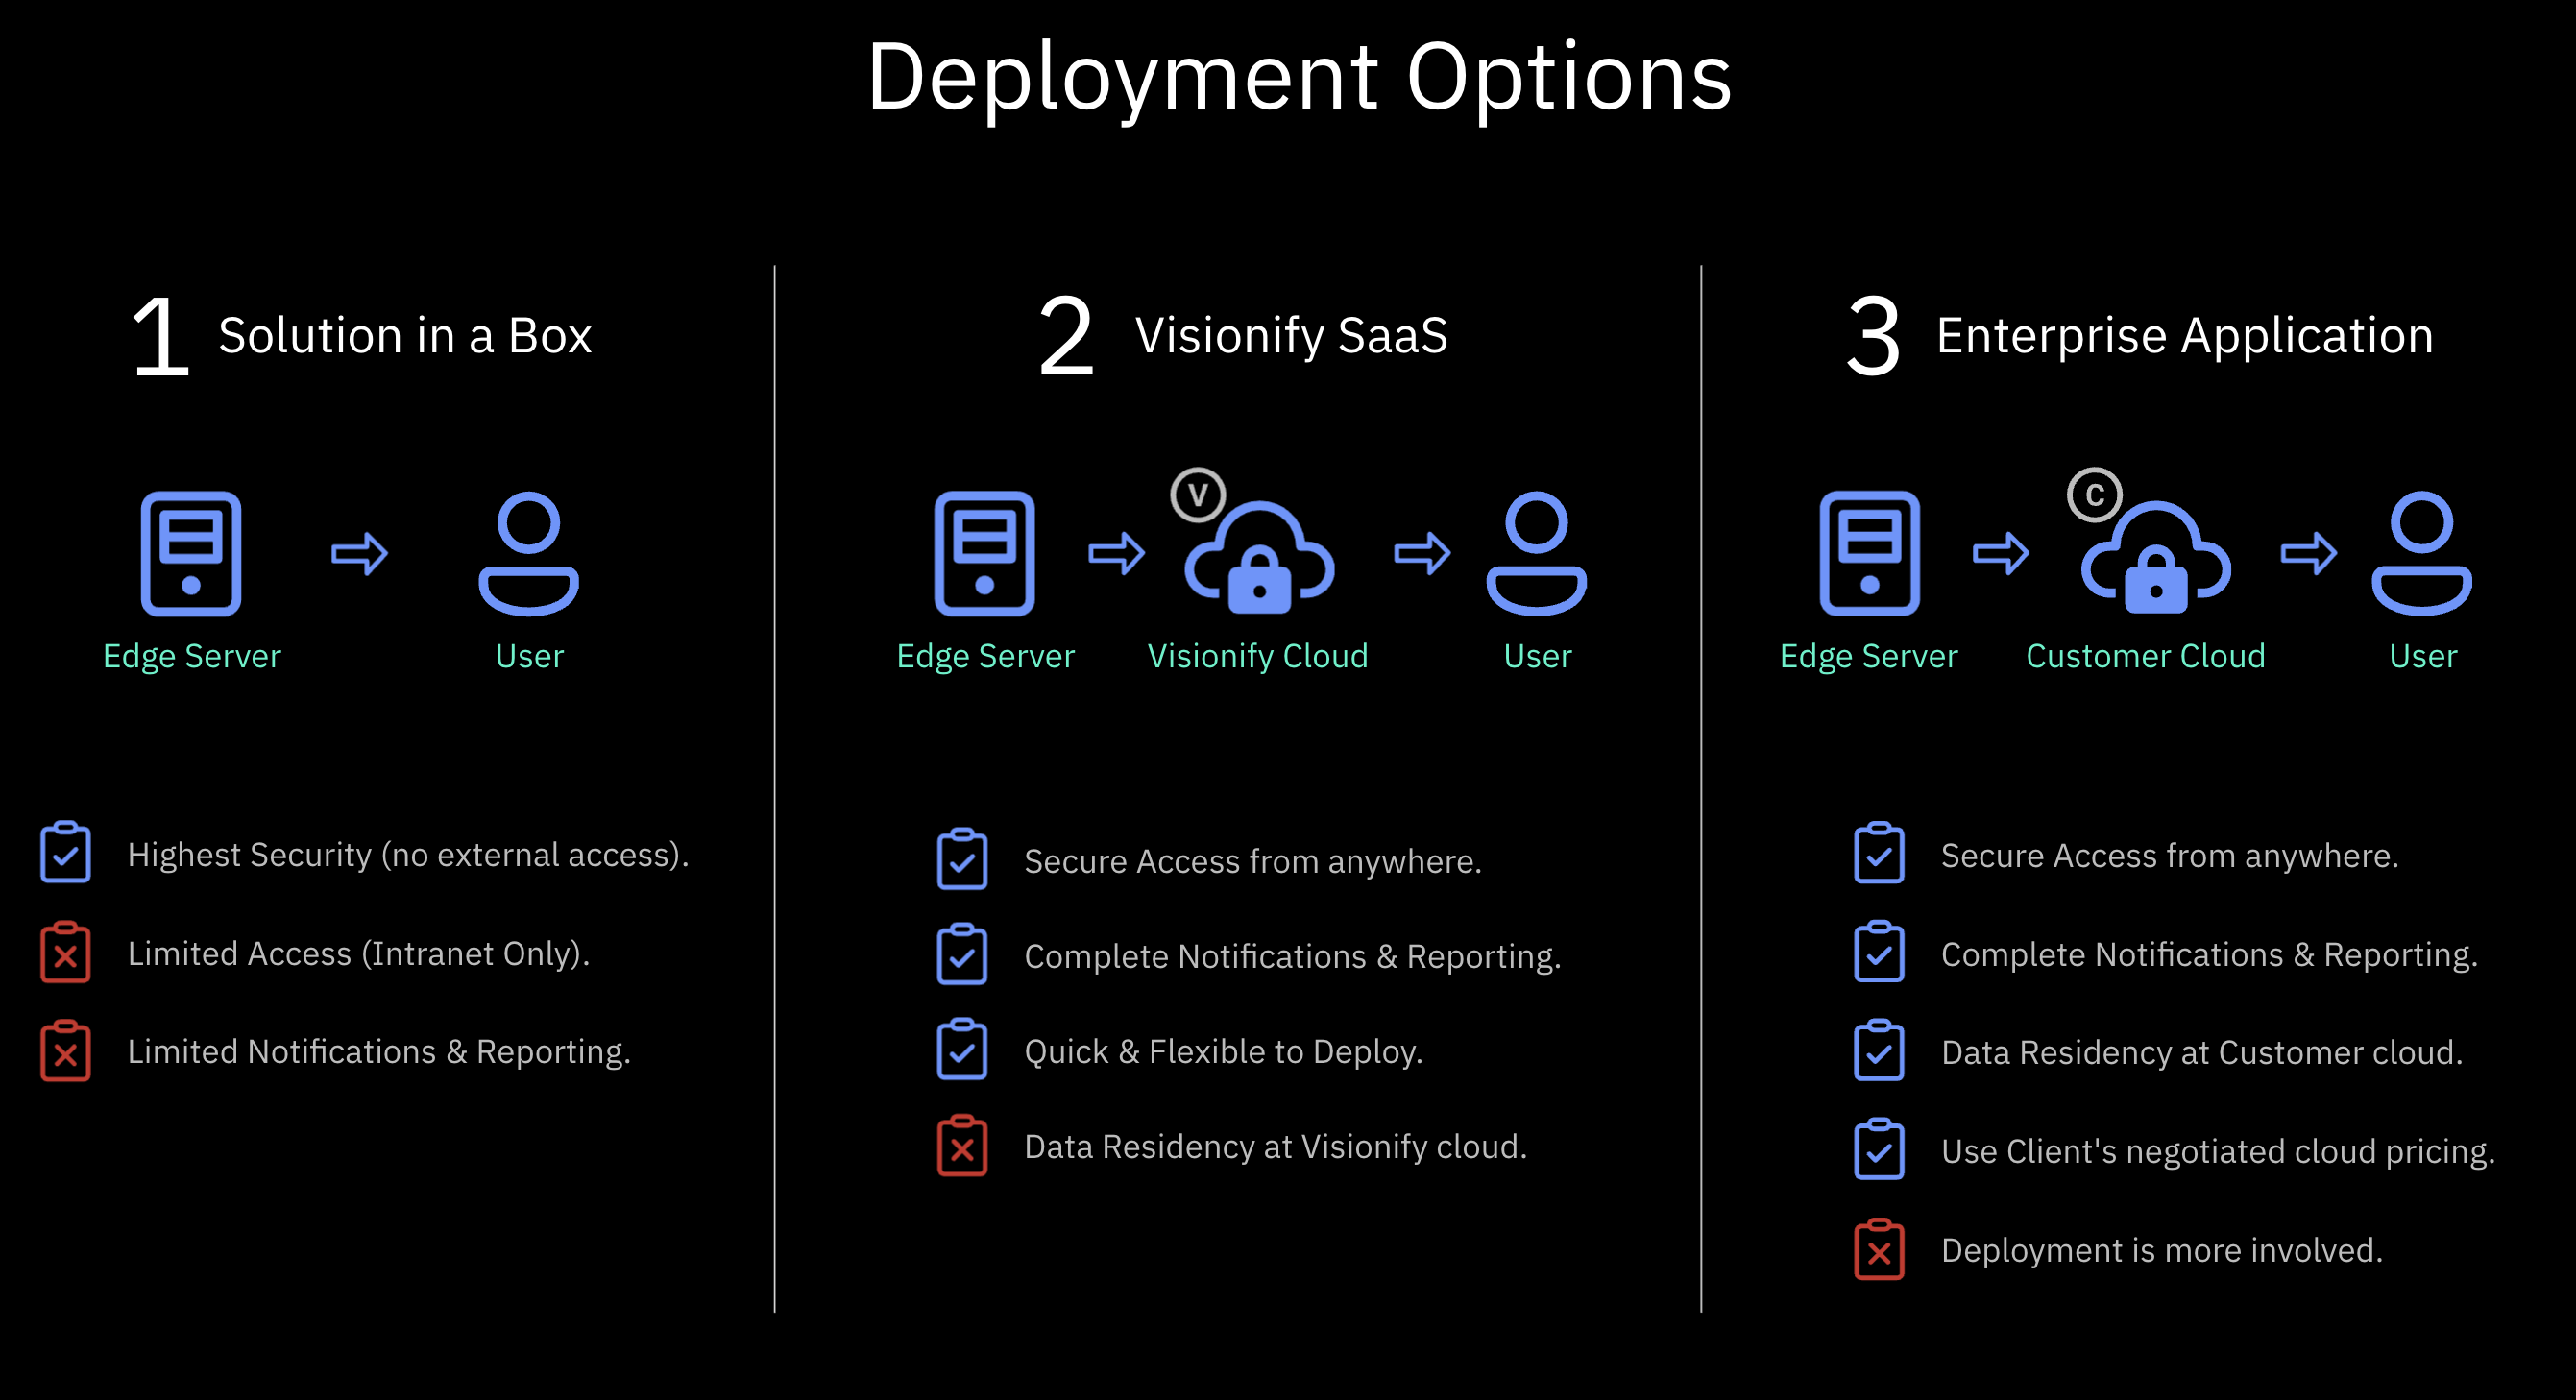 Deployment Options
1 Solution in a Box
Edge Server
User
Highest Security (no external access).
Limited Access (Intranet Only).
Limited Notifications & Reporting.
2 Visionify SaaS
V
Edge Server
Visionify Cloud
User
Secure Access from anywhere.
Complete Notifications & Reporting.
Quick & Flexible to Deploy.
Data Residency at Visionify cloud.
3 Enterprise Application
C
Edge Server
Customer Cloud
User
Secure Access from anywhere.
Complete Notifications & Reporting.
Data Residency at Customer cloud.
Use Client's negotiated cloud pricing.
Deployment is more involved.